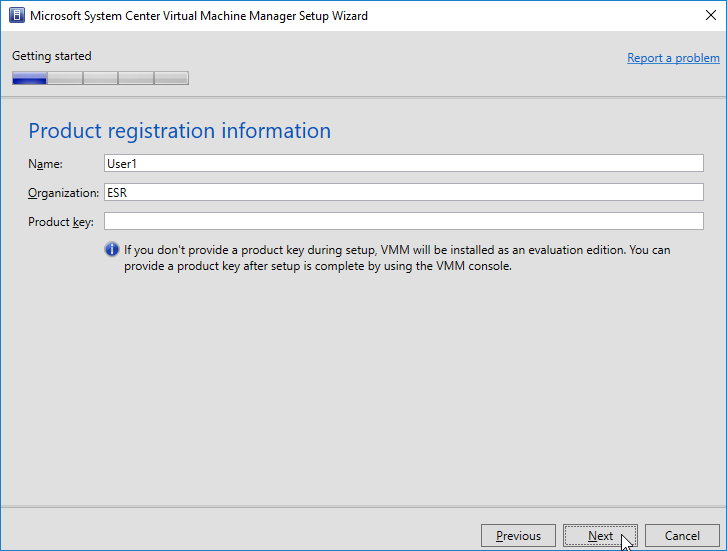 Microsoft System Center Virtual Machine Manager Setup Wizard
Getting started
Report a problem
Product registration information
Name: User1
Organization: ESR
Product key:
If you don't provide a product key during setup, VMM will be installed as an evaluation edition. You can
provide a product key after setup is complete by using the VMM console.
Previous Next Cancel